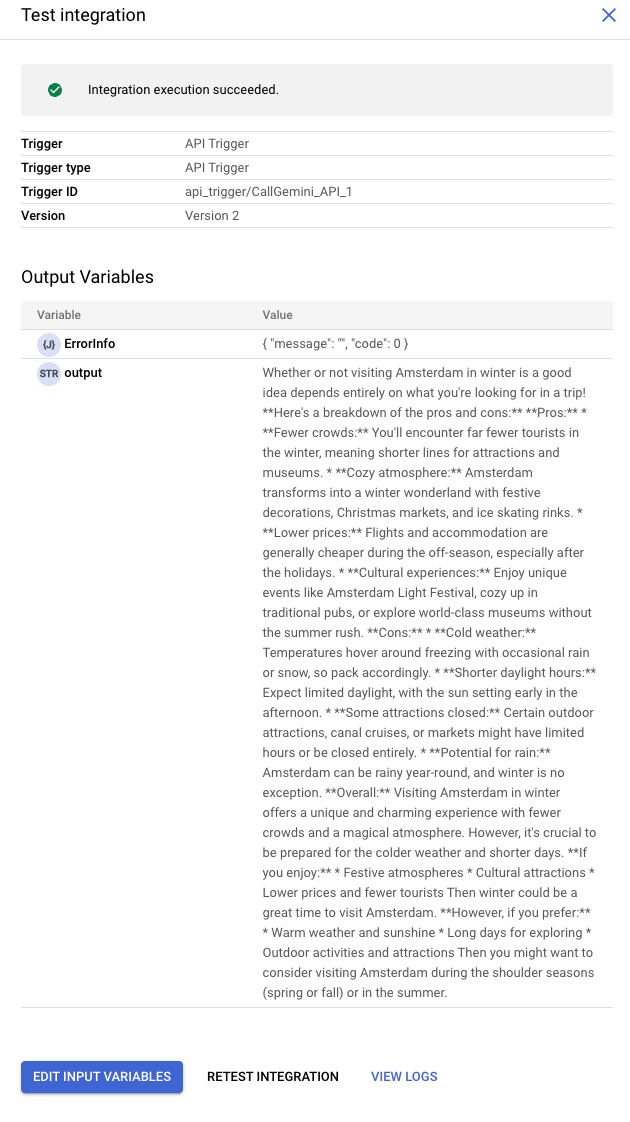 Test integration
Integration execution succeeded.
Trigger API Trigger
Trigger type API Trigger
Trigger ID api_trigger/CallGemini_API_1
Version Version 2
Output Variables
Variable Value
{J} ErrorInfo { "message": "", "code": 0 }
STR output Whether or not visiting Amsterdam in winter is a good
idea depends entirely on what you're looking for in a trip!
**Here's a breakdown of the pros and cons:** **Pros:** *
**Fewer crowds:** You'll encounter far fewer tourists in
the winter, meaning shorter lines for attractions and
museums. * **Cozy atmosphere:** Amsterdam
transforms into a winter wonderland with festive
decorations, Christmas markets, and ice skating rinks. *
**Lower prices:** Flights and accommodation are
generally cheaper during the off-season, especially after
the holidays. * **Cultural experiences:** Enjoy unique
events like Amsterdam Light Festival, cozy up in
traditional pubs, or explore world-class museums without
the summer rush. **Cons:** * **Cold weather:**
Temperatures hover around freezing with occasional rain
or snow, so pack accordingly. * **Shorter daylight hours:**
Expect limited daylight, with the sun setting early in the
afternoon. * **Some attractions closed:** Certain outdoor
attractions, canal cruises, or markets might have limited
hours or be closed entirely. * **Potential for rain:**
Amsterdam can be rainy year-round, and winter is no
exception. **Overall:** Visiting Amsterdam in winter
offers a unique and charming experience with fewer
crowds and a magical atmosphere. However, it's crucial to
be prepared for the colder weather and shorter days. **If
you enjoy:** * Festive atmospheres * Cultural attractions *
Lower prices and fewer tourists Then winter could be a
great time to visit Amsterdam. **However, if you prefer:**
* Warm weather and sunshine * Long days for exploring *
Outdoor activities and attractions Then you might want to
consider visiting Amsterdam during the shoulder seasons
(spring or fall) or in the summer.
EDIT INPUT VARIABLES RETEST INTEGRATION VIEW LOGS